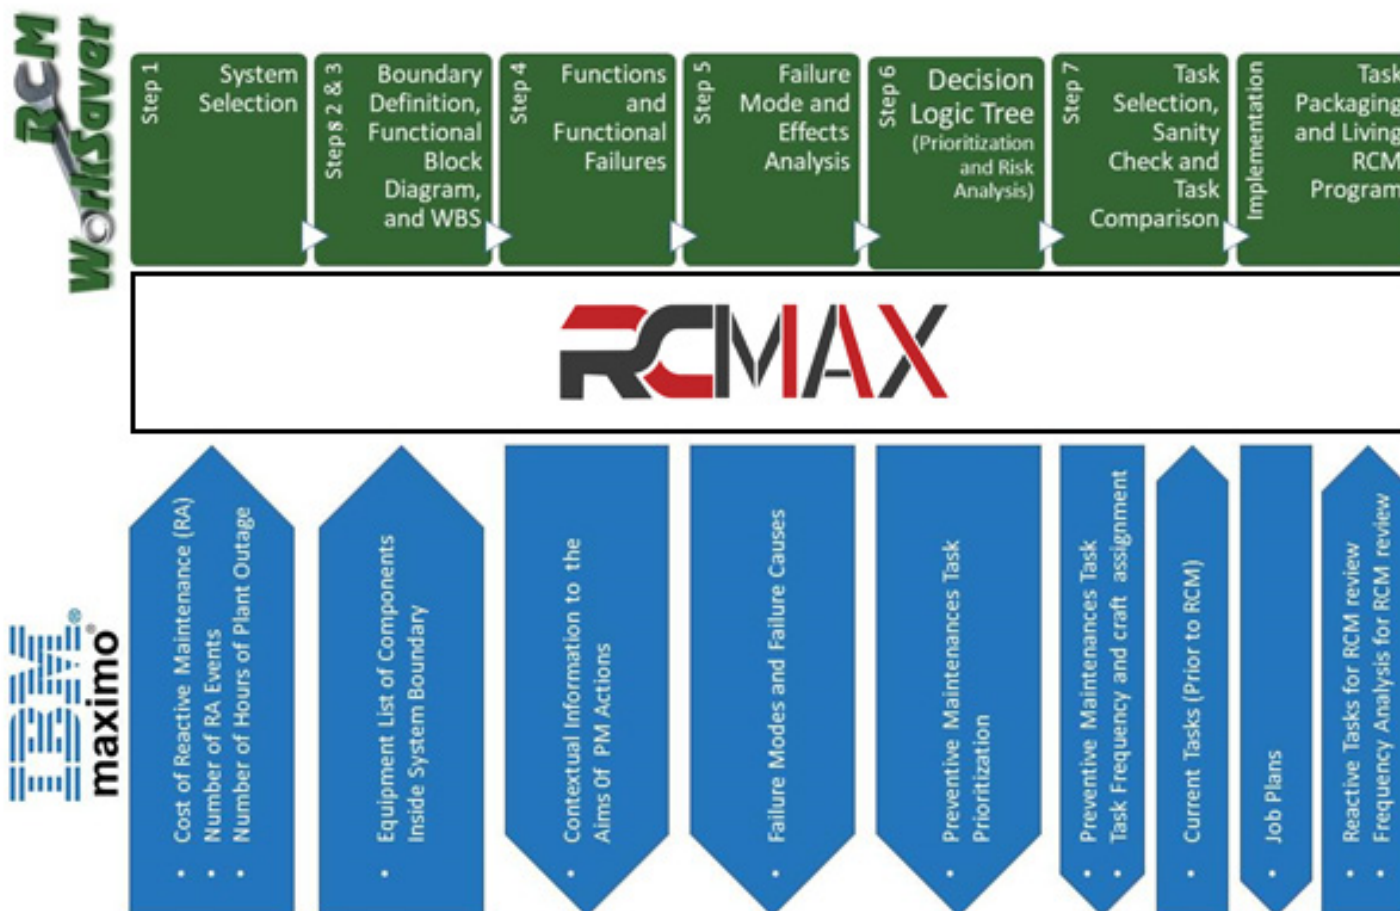 RCM
WorkSaver
Step 1
System
Selection
Steps 2 & 3
Boundary
Definition,
Functional
Block
Diagram,
and WBS
Step 4
Functions
and
Functional
Failures
Step 5
Failure
Mode and
Effects
Analysis
Step 6
Decision
Logic Tree
(Prioritization
and Risk
Analysis)
Step 7
Task
Selection,
Sanity
Check and
Task
Comparison
Implementation
Task
Packaging
and Living
RCM
Program
RCMAX
IBM®
maximo®
• Cost of Reactive Maintenance (RA)
• Number of RA Events
• Number of Hours of Plant Outage
• Equipment List of Components
Inside System Boundary
• Contextual Information to the
Aims 0f PM Actions
• Failure Modes and Failure Causes
• Preventive Maintenances Task
Prioritization
• Preventive Maintenances Task
• Task Frequency and craft assignment
• Current Tasks (Prior to RCM)
• Job Plans
• Reactive Tasks for RCM review
• Frequency Analysis for RCM review